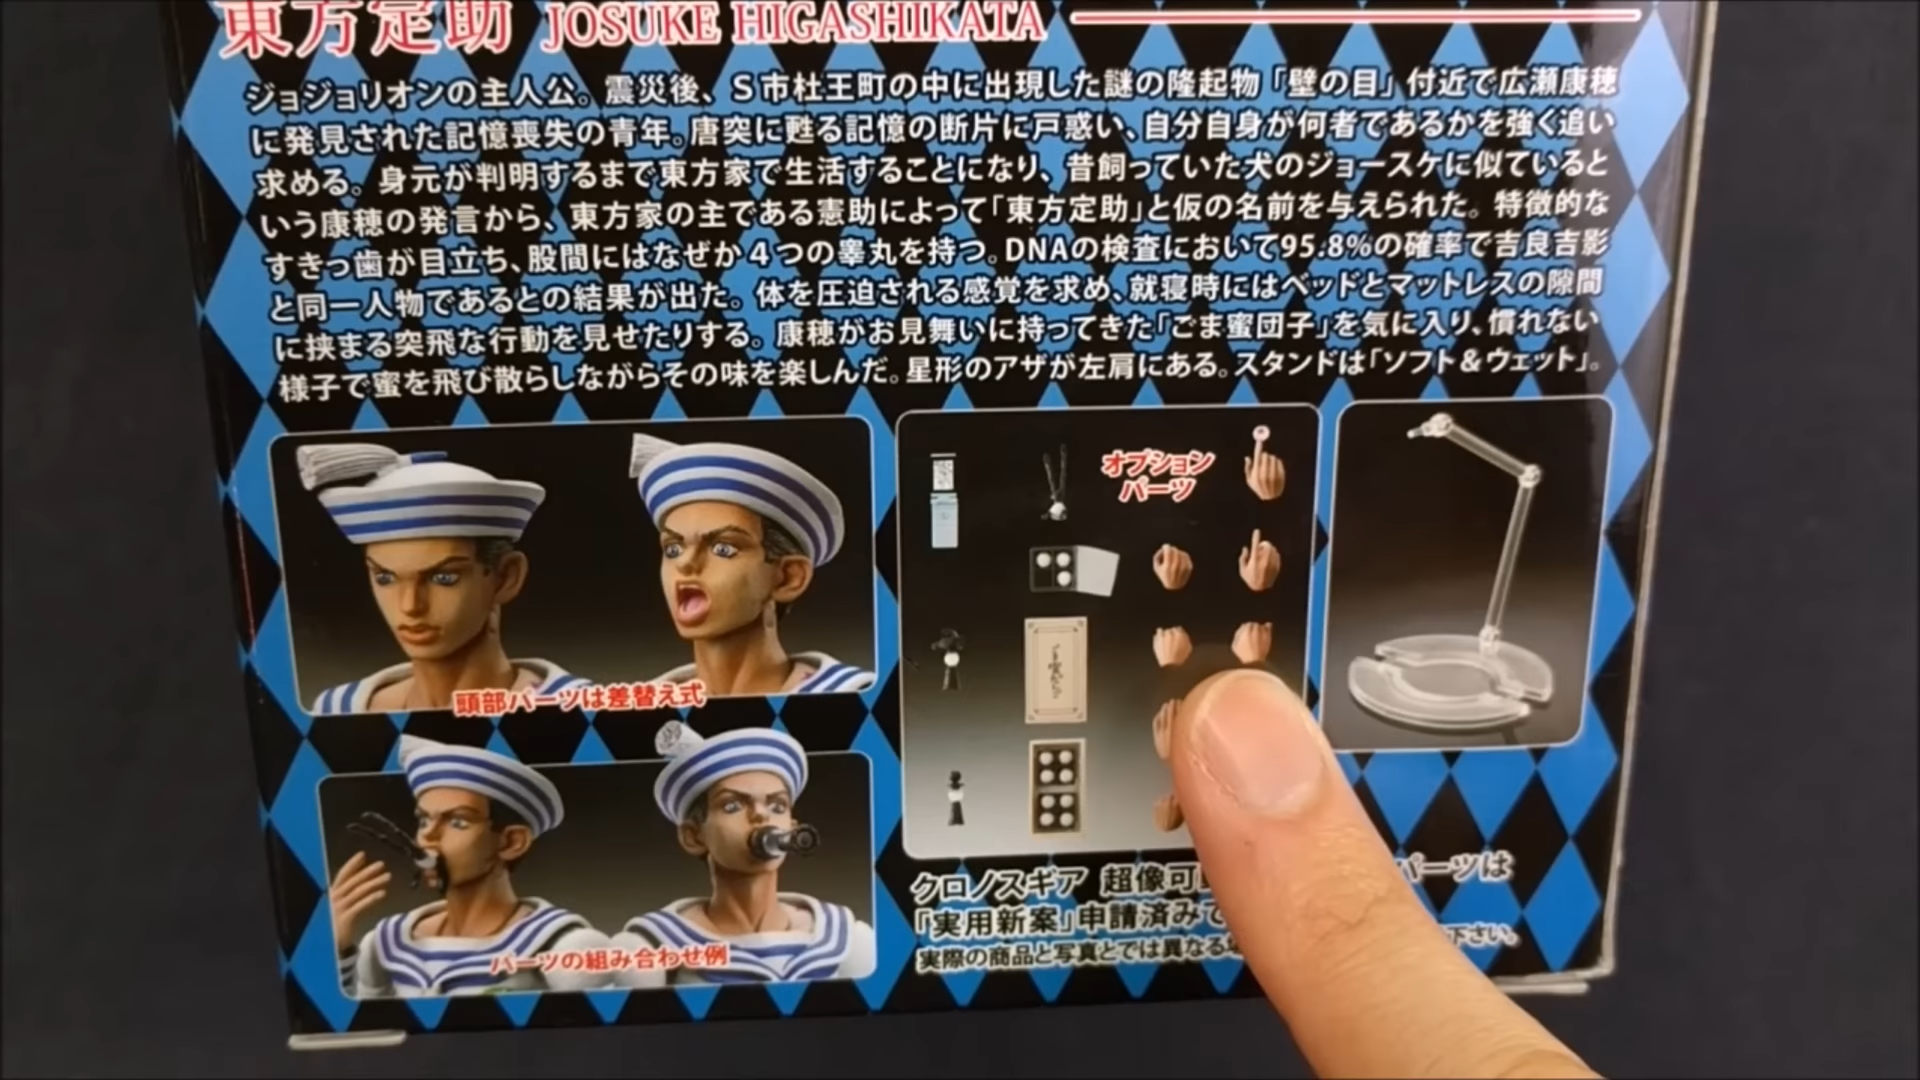 東方定助 JOSUKE HIGASHIKATA
ジョジョリオンの主人公。震災後、S市杜王町の中に出現した謎の隆起物「壁の目」付近で広瀬康穂
に発見された記憶喪失の青年。唐突に甦る記憶の断片に戸惑い、自分自身が何者であるかを強く追い
求める。身元が判明するまで東方家で生活することになり、昔飼っていた犬のジョースケに似ていると
いう康穂の発言から、東方家の主である憲助によって「東方定助」と仮の名前を与えられた。特徴的な
すきっ歯が目立ち、股間にはなぜか4つの睾丸を持つ。DNAの検査において95.8%の確率で吉良吉影
と同一人物であるとの結果が出た。体を圧迫される感覚を求め、就寝時にはベッドとマットレスの隙間
に挟まる突飛な行動を見せたりする。康穂がお見舞いに持ってきた「ごま蜜団子」を気に入り、慣れない
様子で蜜を飛び散らしながらその味を楽しんだ。星形のアザが左肩にある。スタンドは「ソフト&ウェット」。
頭部パーツは差替え式
オプション
パーツ
パーツの組み合わせ例
クロノスギア 超像可 パーツは
「実用新案」申請済みで
実際の商品と写真とでは異なる 下さい。